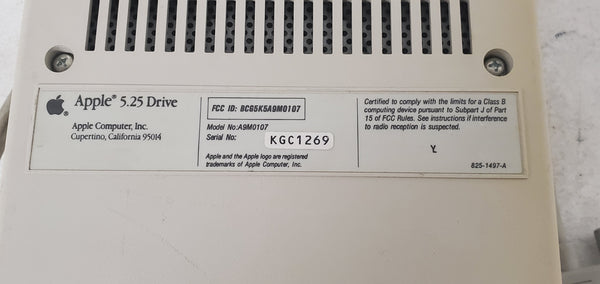 Apple® 5.25 Drive
Apple Computer, Inc.
Cupertino, California 95014
FCC ID: BCG5K5A9M0107
Model No:A9M0107
Serial No:
KGC1269
Apple and the Apple logo are registered
trademarks of Apple Computer, Inc.
Certified to comply with the limits for a Class B
computing device pursuant to Subpart J of Part
15 of FCC Rules. See instructions if interference
to radio reception is suspected.
Y.
825-1497-A